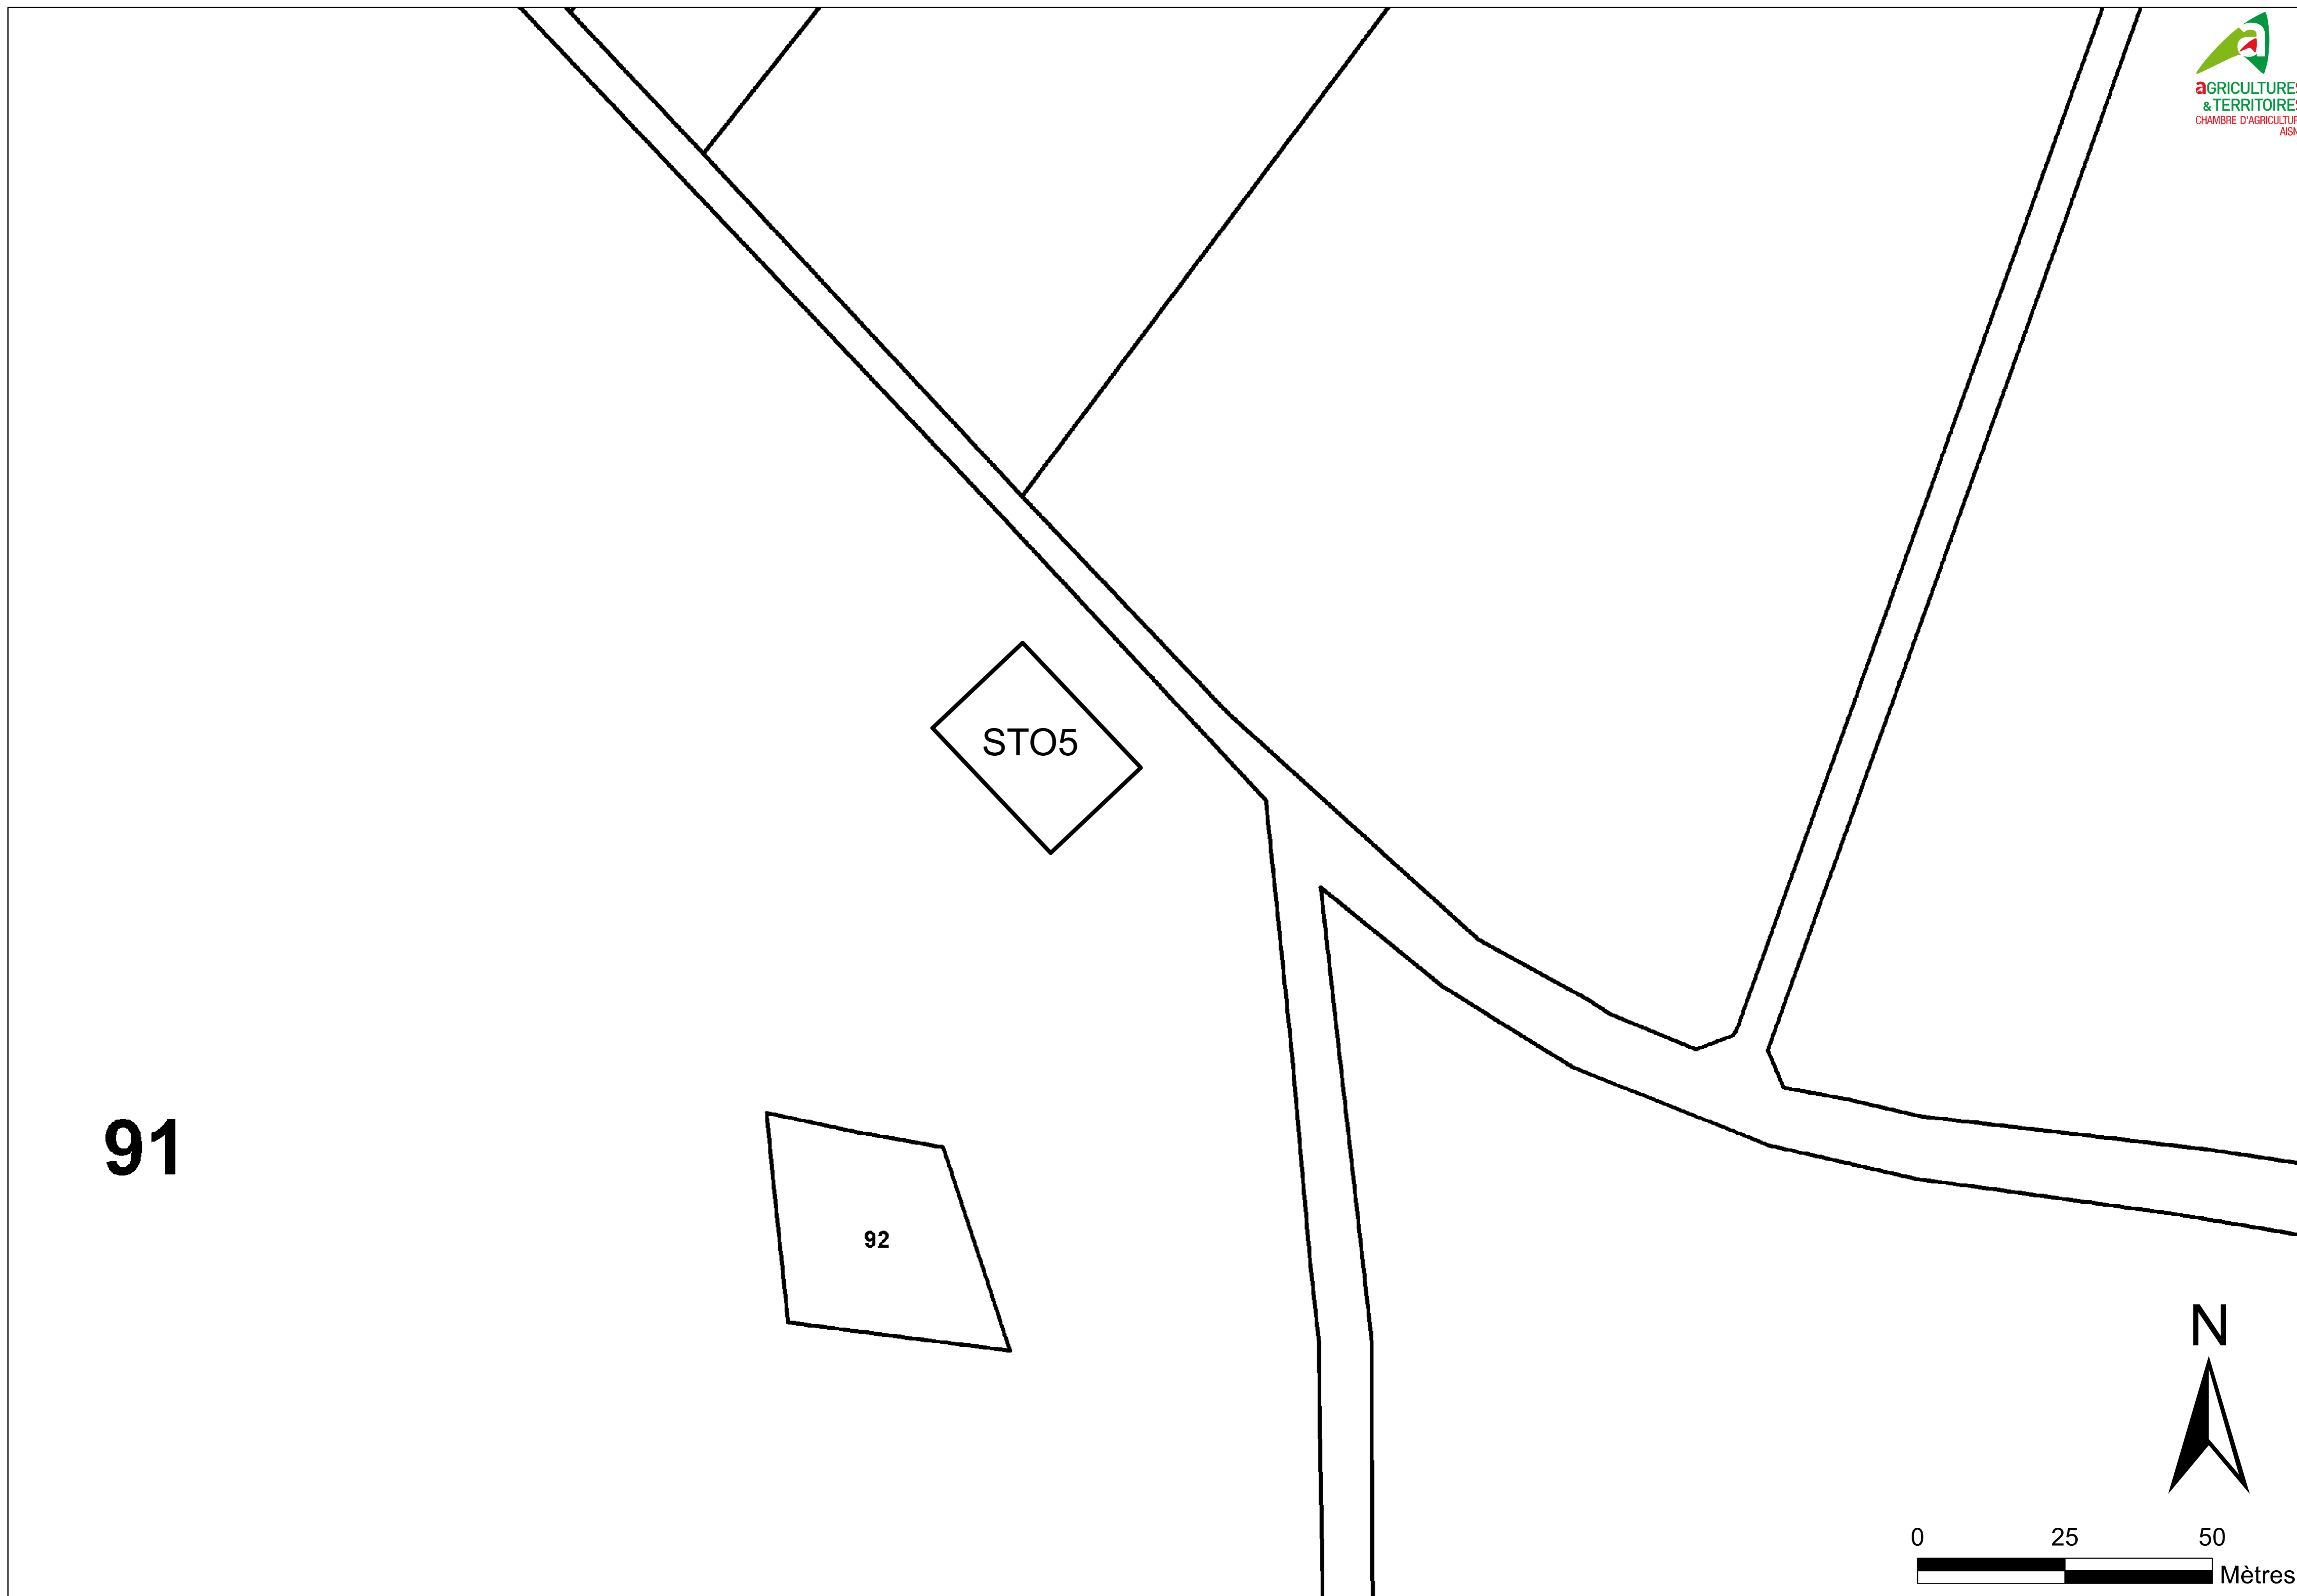 aGRICULTURES
& TERRITOIRES
CHAMBRE D'AGRICULTUR
AISN
STO5
91
92
N
0 25 50
Mètres